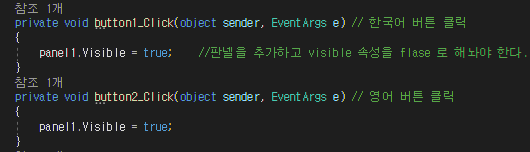 참조 1개
private void button1_Click(object sender, EventArgs e) // 한국어 버튼 클릭
{
panel1.Visible = true; //판넬을 추가하고 visible 속성을 flase 로 해놔야 한다.
}
참조 1개
private void button2_Click(object sender, EventArgs e) // 영어 버튼 클릭
{
panel1.Visible = true;
}